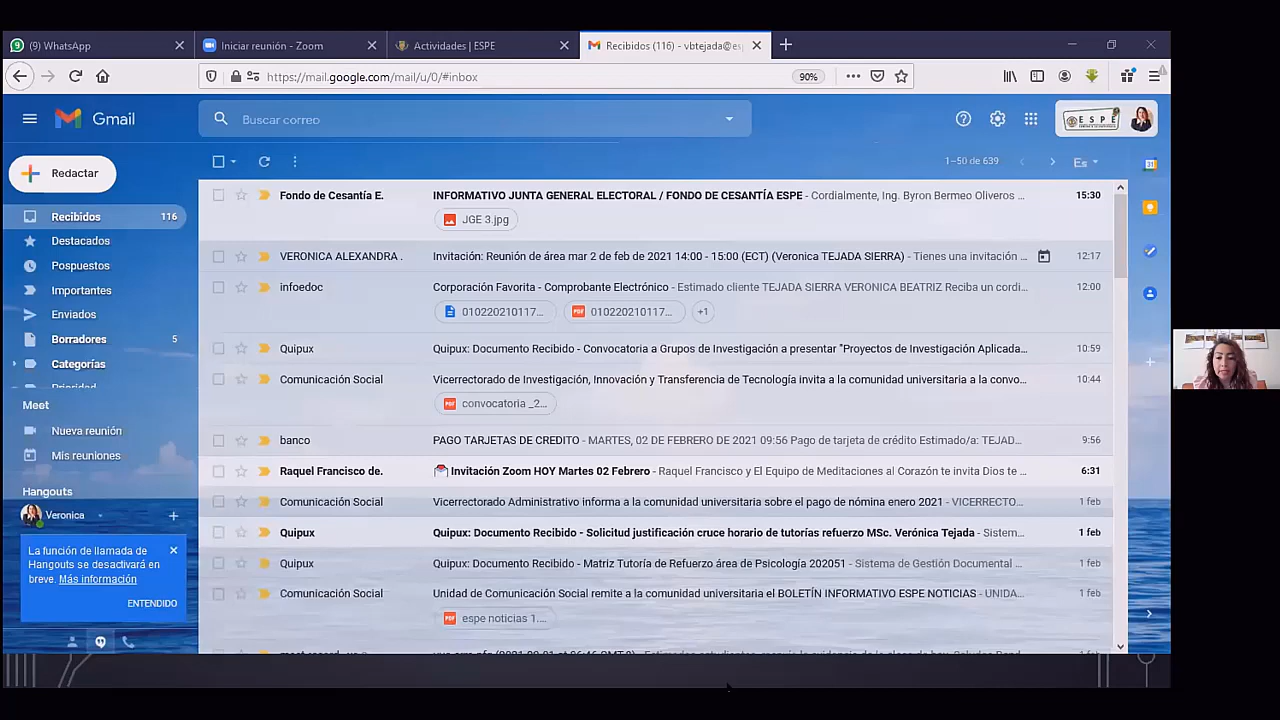 (9) WhatsApp
Iniciar reunión - Zoom
Actividades | ESPE
Recibidos (116) - vbtejada@es
https://mail.google.com/mail/u/0/#inbox
90%
Gmail
Buscar correo
ESPE
Redactar
1–50 de 639
Es
Recibidos 116
Destacados
Pospuestos
Importantes
Enviados
Borradores 5
Categorías
Prioridad
Meet
Nueva reunión
Mis reuniones
Hangouts
Veronica
La función de llamada de
Hangouts se desactivará en
breve. Más información
ENTENDIDO
Fondo de Cesantía E. INFORMATIVO JUNTA GENERAL ELECTORAL / FONDO DE CESANTÍA ESPE - Cordialmente, Ing. Byron Bermeo Oliveros ... 15:30
JGE 3.jpg
VERONICA ALEXANDRA . Invitación: Reunión de área mar 2 de feb de 2021 14:00 - 15:00 (ECT) (Veronica TEJADA SIERRA) - Tienes una invitación ... 12:17
infoedoc Corporación Favorita - Comprobante Electrónico - Estimado cliente TEJADA SIERRA VERONICA BEATRIZ Reciba un cordi... 12:00
010220210117... 010220210117... +1
Quipux Quipux: Documento Recibido - Convocatoria a Grupos de Investigación a presentar "Proyectos de Investigación Aplicada... 10:59
Comunicación Social Vicerrectorado de Investigación, Innovación y Transferencia de Tecnología invita a la comunidad universitaria a la convo... 10:44
convocatoria _2...
banco PAGO TARJETAS DE CREDITO - MARTES, 02 DE FEBRERO DE 2021 09:56 Pago de tarjeta de crédito Estimado/a: TEJAD... 9:56
Raquel Francisco de. Invitación Zoom HOY Martes 02 Febrero - Raquel Francisco y El Equipo de Meditaciones al Corazón te invita Dios te ... 6:31
Comunicación Social Vicerrectorado Administrativo informa a la comunidad universitaria sobre el pago de nómina enero 2021 - VICERRECTO... 1 feb
Quipux Quipux: Documento Recibido - Solicitud justificación cruce horario de tutorías refuerzo MSc. Verónica Tejada - Sistem... 1 feb
Quipux Quipux: Documento Recibido - Matriz Tutoría de Refuerzo área de Psicología 202051 - Sistema de Gestión Documental ... 1 feb
Comunicación Social Unidad de Comunicación Social remite a la comunidad universitaria el BOLETÍN INFORMATIVO ESPE NOTICIAS - UNIDA... 1 feb
espe noticias 1....